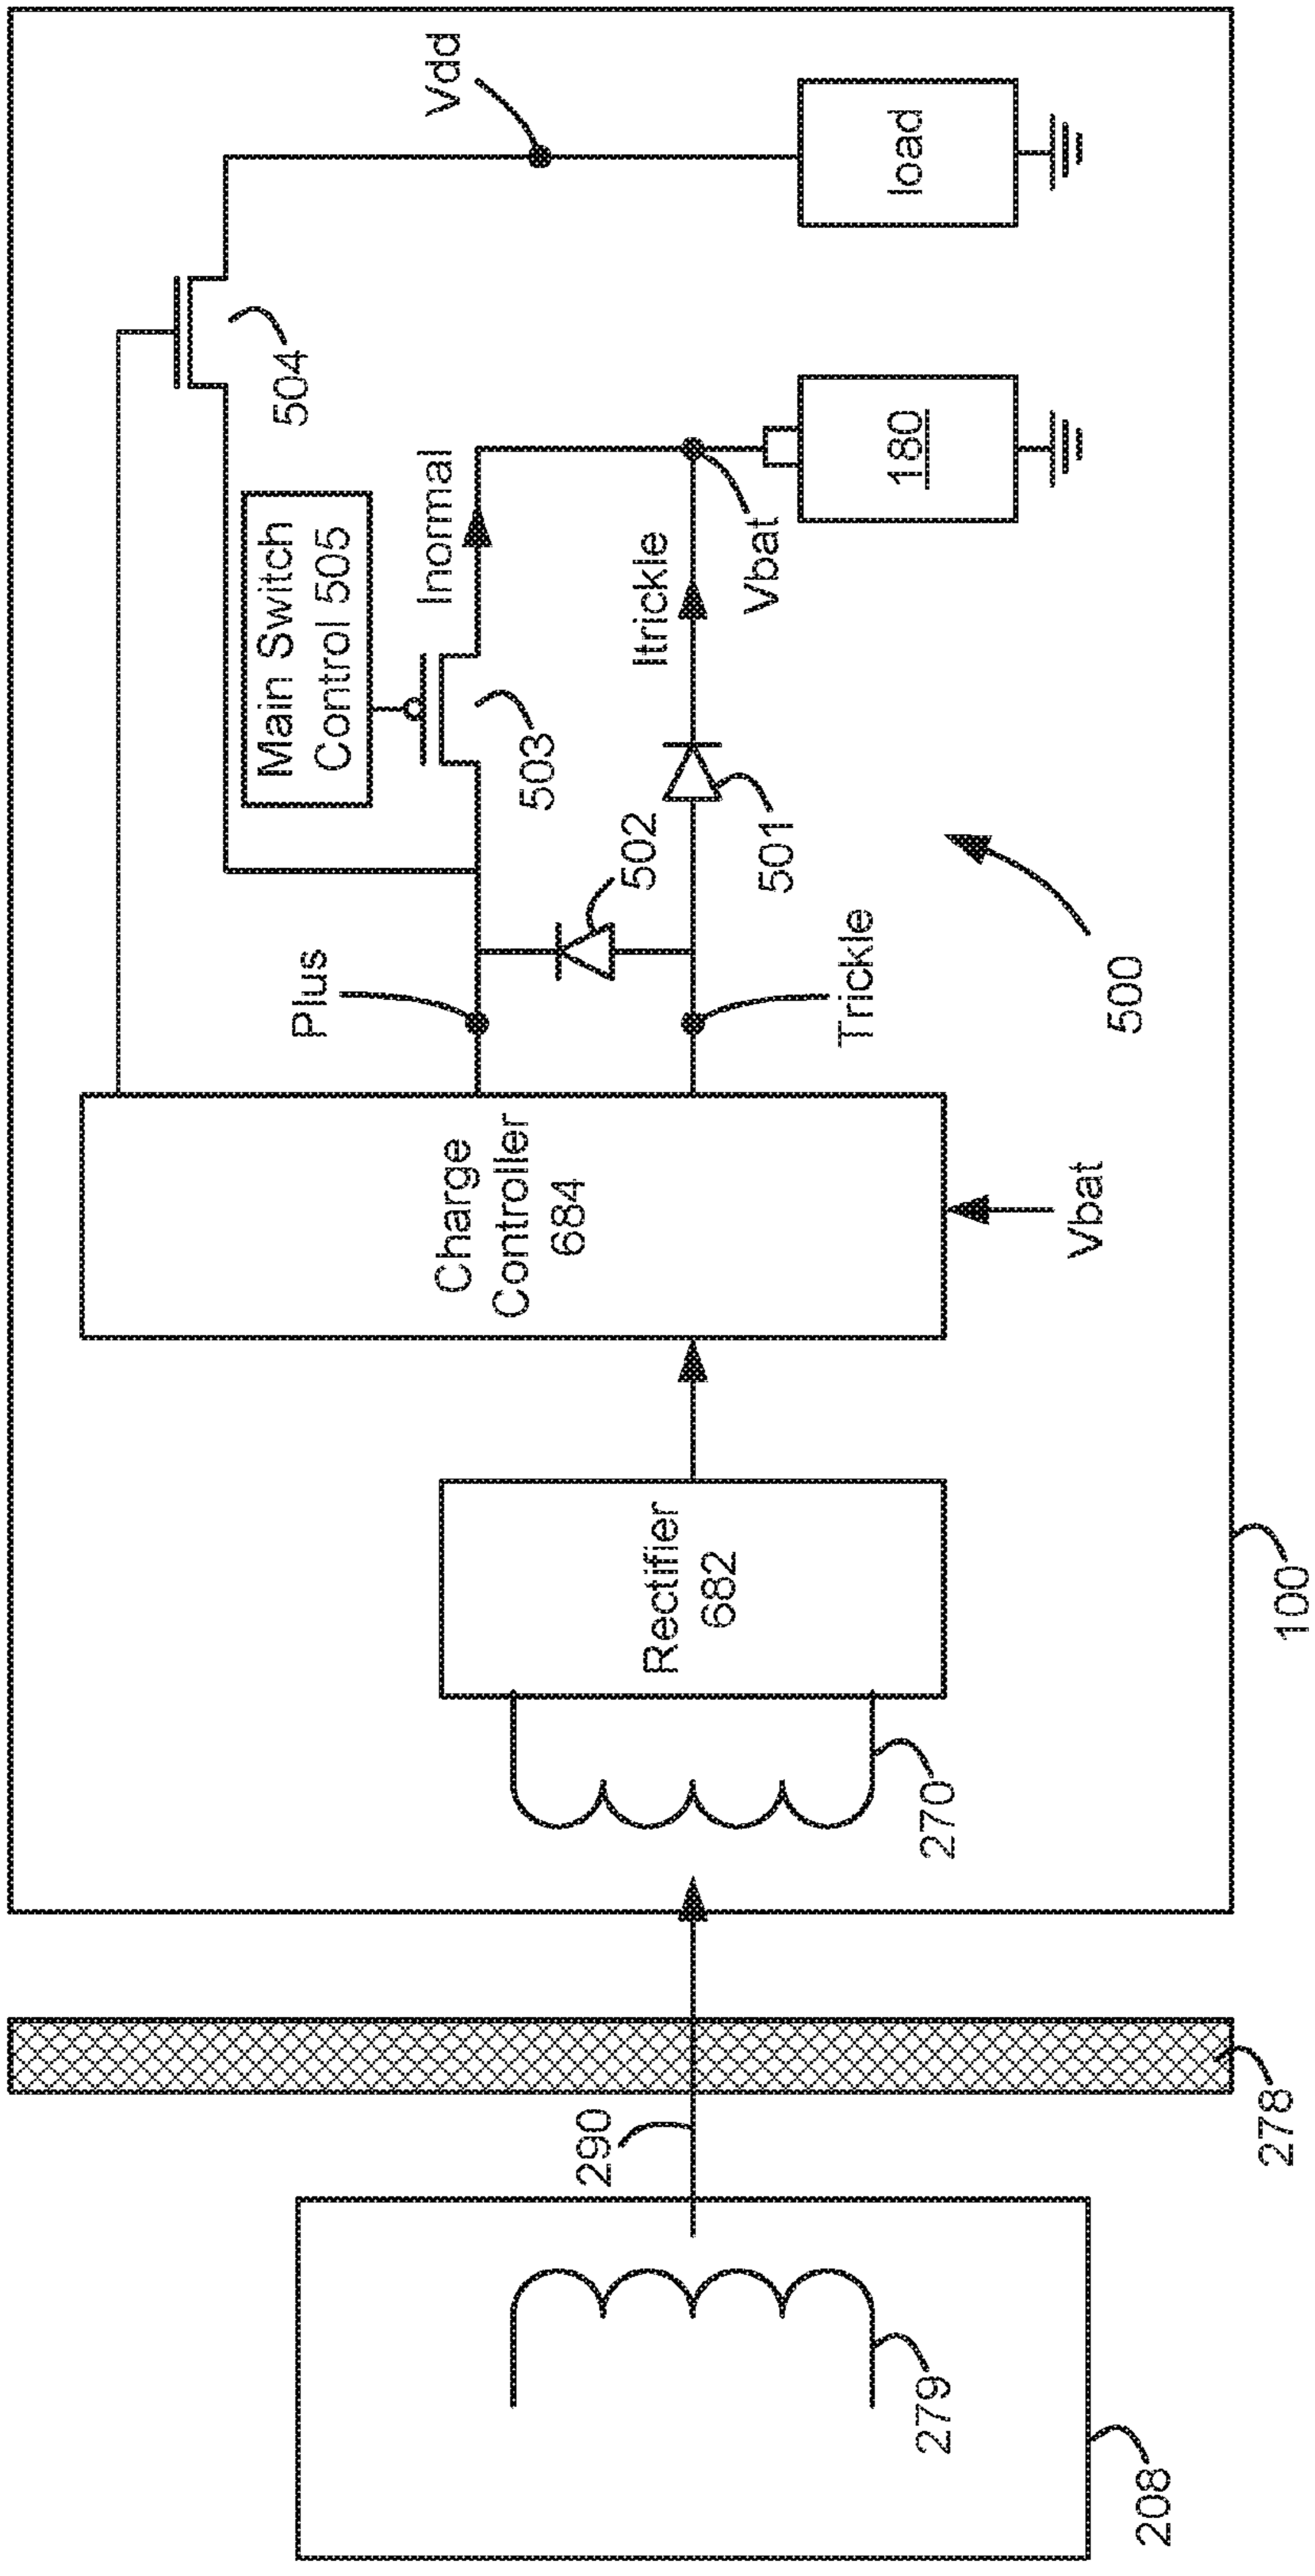 Vdd
504
load
Main Switch
Control 505
Inormal
180
Itrickle
Vbat
503
502
501
Plus
Trickle
500
Charge
Controller
684
Vbat
Rectifier
682
270
100
290
278
279
208